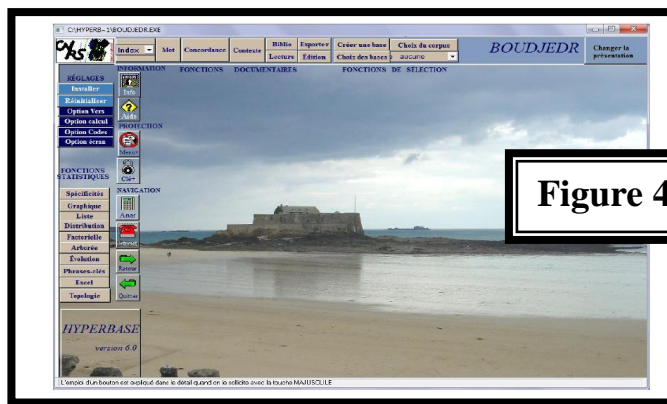 C:\HYPERB~1\BOUDJEDR.EXE
Index Mot Concordance Contexte Biblio Exporter Créer une base Choix du corpus BOUDJEDR Changer la
Lecture Édition Choix des bases aucune présentation
INFORMATION FONCTIONS DOCUMENTAIRES FONCTIONS DE SÉLECTION
RÉGLAGES
Installer
Info
Réinitialiser
Option Vers
Aide
Option calcul
PROTECTION
Option Codes
Option écran
Menu+
FONCTIONS
STATISTIQUES
Clé+
NAVIGATION
Spécificités
Graphique
Liste
Distribution
Factorielle
Arborée
Évolution
Phrases-clés
Retour
Excel
Topologie
Quitter
Figure 4
HYPERBASE
version 6.0
L'emploi d'un bouton est expliqué dans le détail quand on le sollicite avec la touche MAJUSCULE